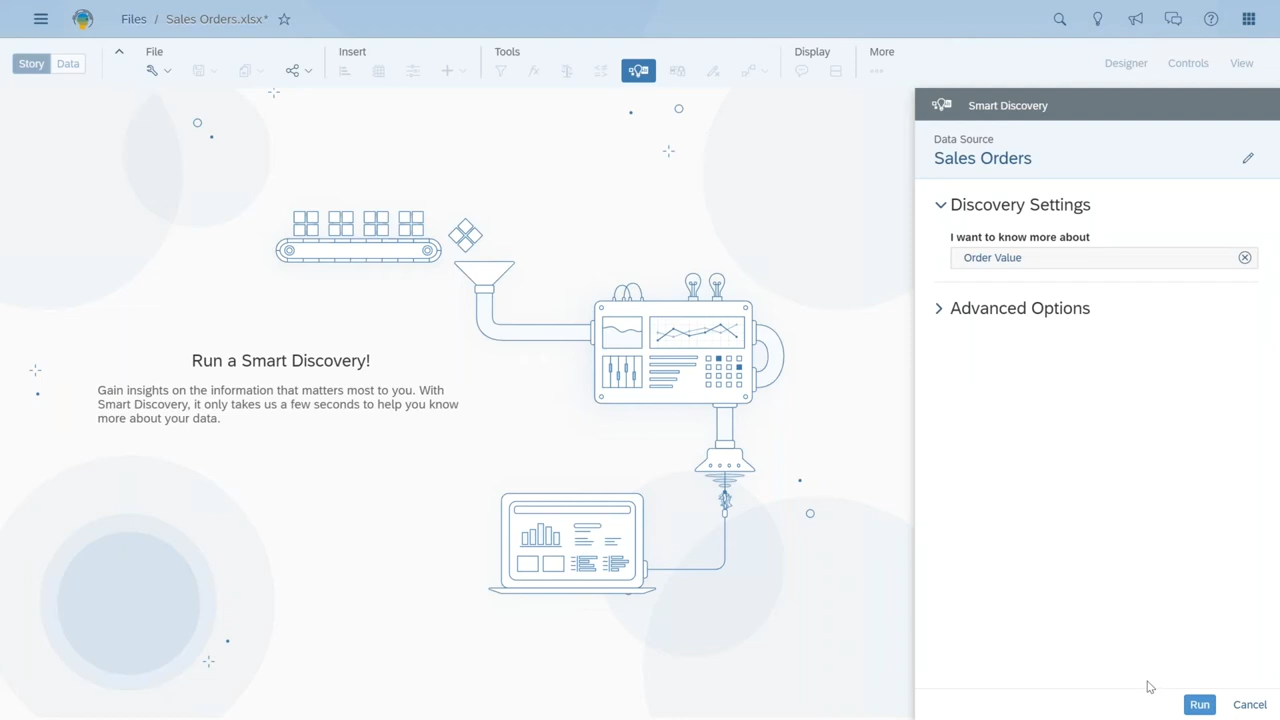 Files / Sales Orders.xlsx*
Story Data File Insert Tools Display More Designer Controls View
Smart Discovery
Data Source
Sales Orders
Discovery Settings
I want to know more about
Order Value
Advanced Options
Run a Smart Discovery!
Gain insights on the information that matters most to you. With
Smart Discovery, it only takes us a few seconds to help you know
more about your data.
Run Cancel